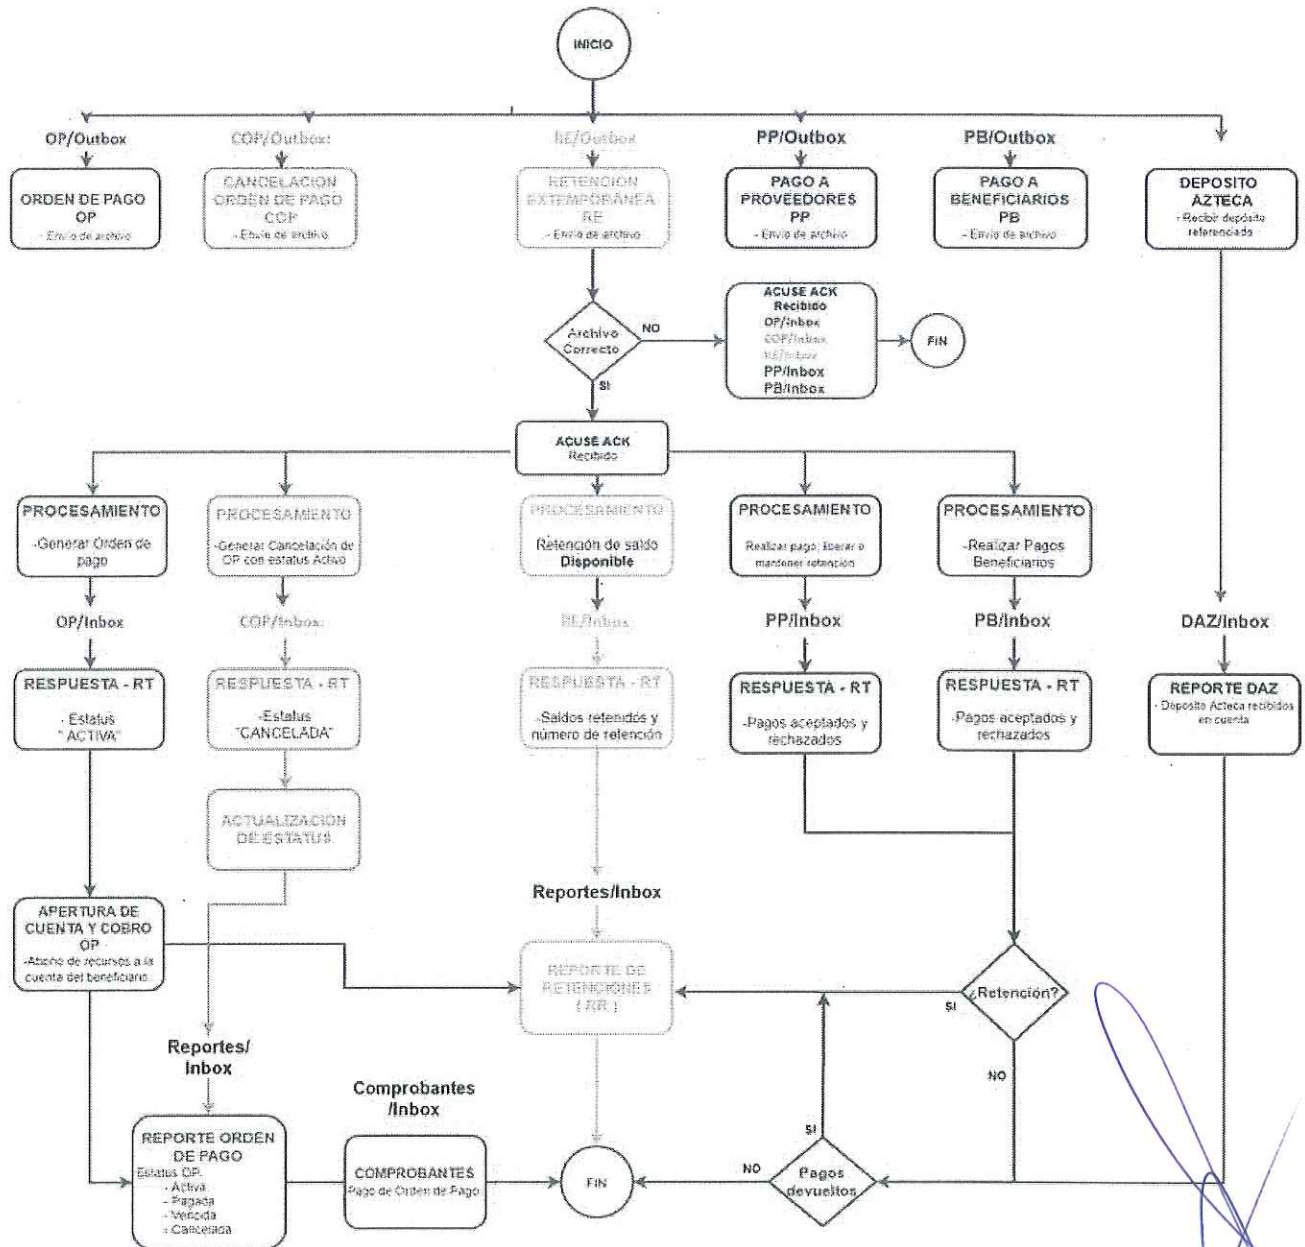 INICIO
OP/Outbox
COP/Outbox:
RE/Outbox
PP/Outbox
PB/Outbox
ORDEN DE PAGO
OP
- Envío de archivo
CANCELACION
ORDEN DE PAGO
COP
- Envío de archivo
RETENCION
EXTEMPORÁNEA
RE
- Envío de archivo
PAGO A
PROVEEDORES
PP
- Envío de archivo
PAGO A
BENEFICIARIOS
PB
- Envío de archivo
DEPOSITO
AZTECA
- Recibir depósito
referenciado
Archivo
Correcto
NO
SI
ACUSE ACK
Recibido
OP/Inbox
COP/Inbox
RE/Inbox
PP/Inbox
PB/Inbox
FIN
ACUSE ACK
Recibido
PROCESAMIENTO
-Generar Orden de
pago
PROCESAMIENTO
-Generar Cancelación de
OP con estatus Activo
PROCESAMIENTO
Retención de saldo
Disponible
PROCESAMIENTO
Realizar pago, liberar o
mantener retención
PROCESAMIENTO
-Realizar Pagos
Beneficiarios
OP/Inbox
COP/Inbox:
RE/Inbox
PP/Inbox
PB/Inbox
DAZ/Inbox
RESPUESTA - RT
- Estatus
" ACTIVA"
RESPUESTA - RT
-Estatus
"CANCELADA"
RESPUESTA - RT
-Saldos retenidos y
número de retención
RESPUESTA - RT
-Pagos aceptados y
rechazados
RESPUESTA - RT
-Pagos aceptados y
rechazados
REPORTE DAZ
- Depósito Azteca recibidos
en cuenta
ACTUALIZACION
DE ESTATUS
Reportes/Inbox
APERTURA DE
CUENTA Y COBRO
OP
-Abono de recursos a la
cuenta del beneficiario
REPORTE DE
RETENCIONES
( RR )
¿Retención?
SI
NO
Reportes/
Inbox
Comprobantes
/Inbox
REPORTE ORDEN
DE PAGO
Estatus OP:
- Activa
- Pagada
- Vencida
- Cancelada
COMPROBANTES
Pago de Orden de Pago
FIN
NO
SI
Pagos
devueltos